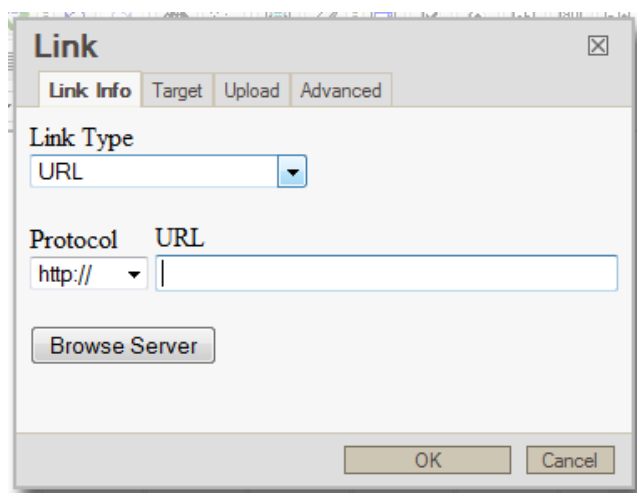 Link
Link Info Target Upload Advanced
Link Type
URL
Protocol URL
http://
Browse Server
OK Cancel